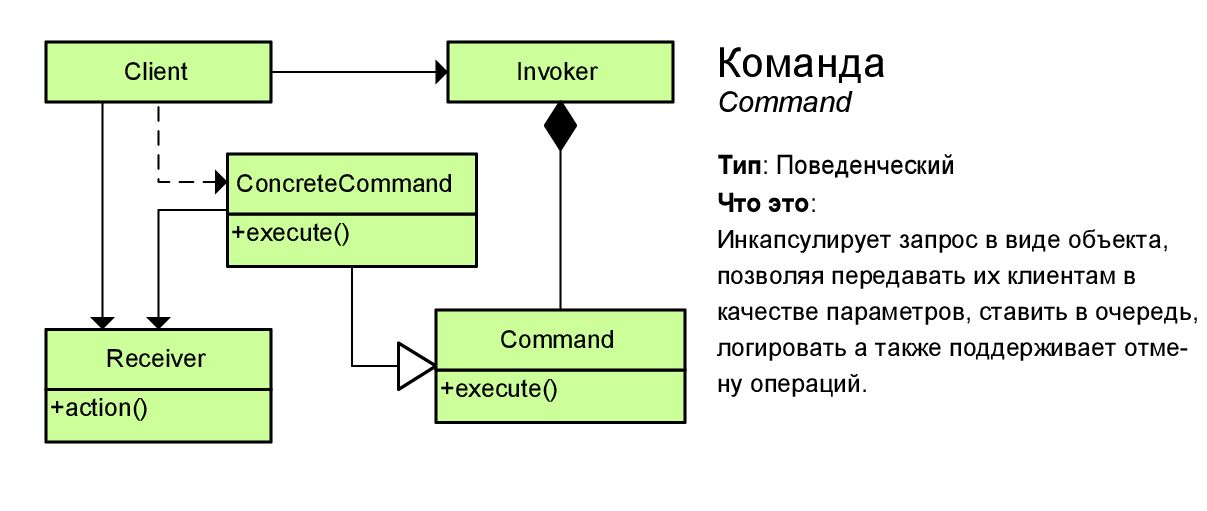 Client
Invoker
ConcreteCommand
+execute()
Receiver
+action()
Command
+execute()
Команда
Command
Тип: Поведенческий
Что это:
Инкапсулирует запрос в виде объекта,
позволяя передавать их клиентам в
качестве параметров, ставить в очередь,
логировать а также поддерживает отме-
ну операций.